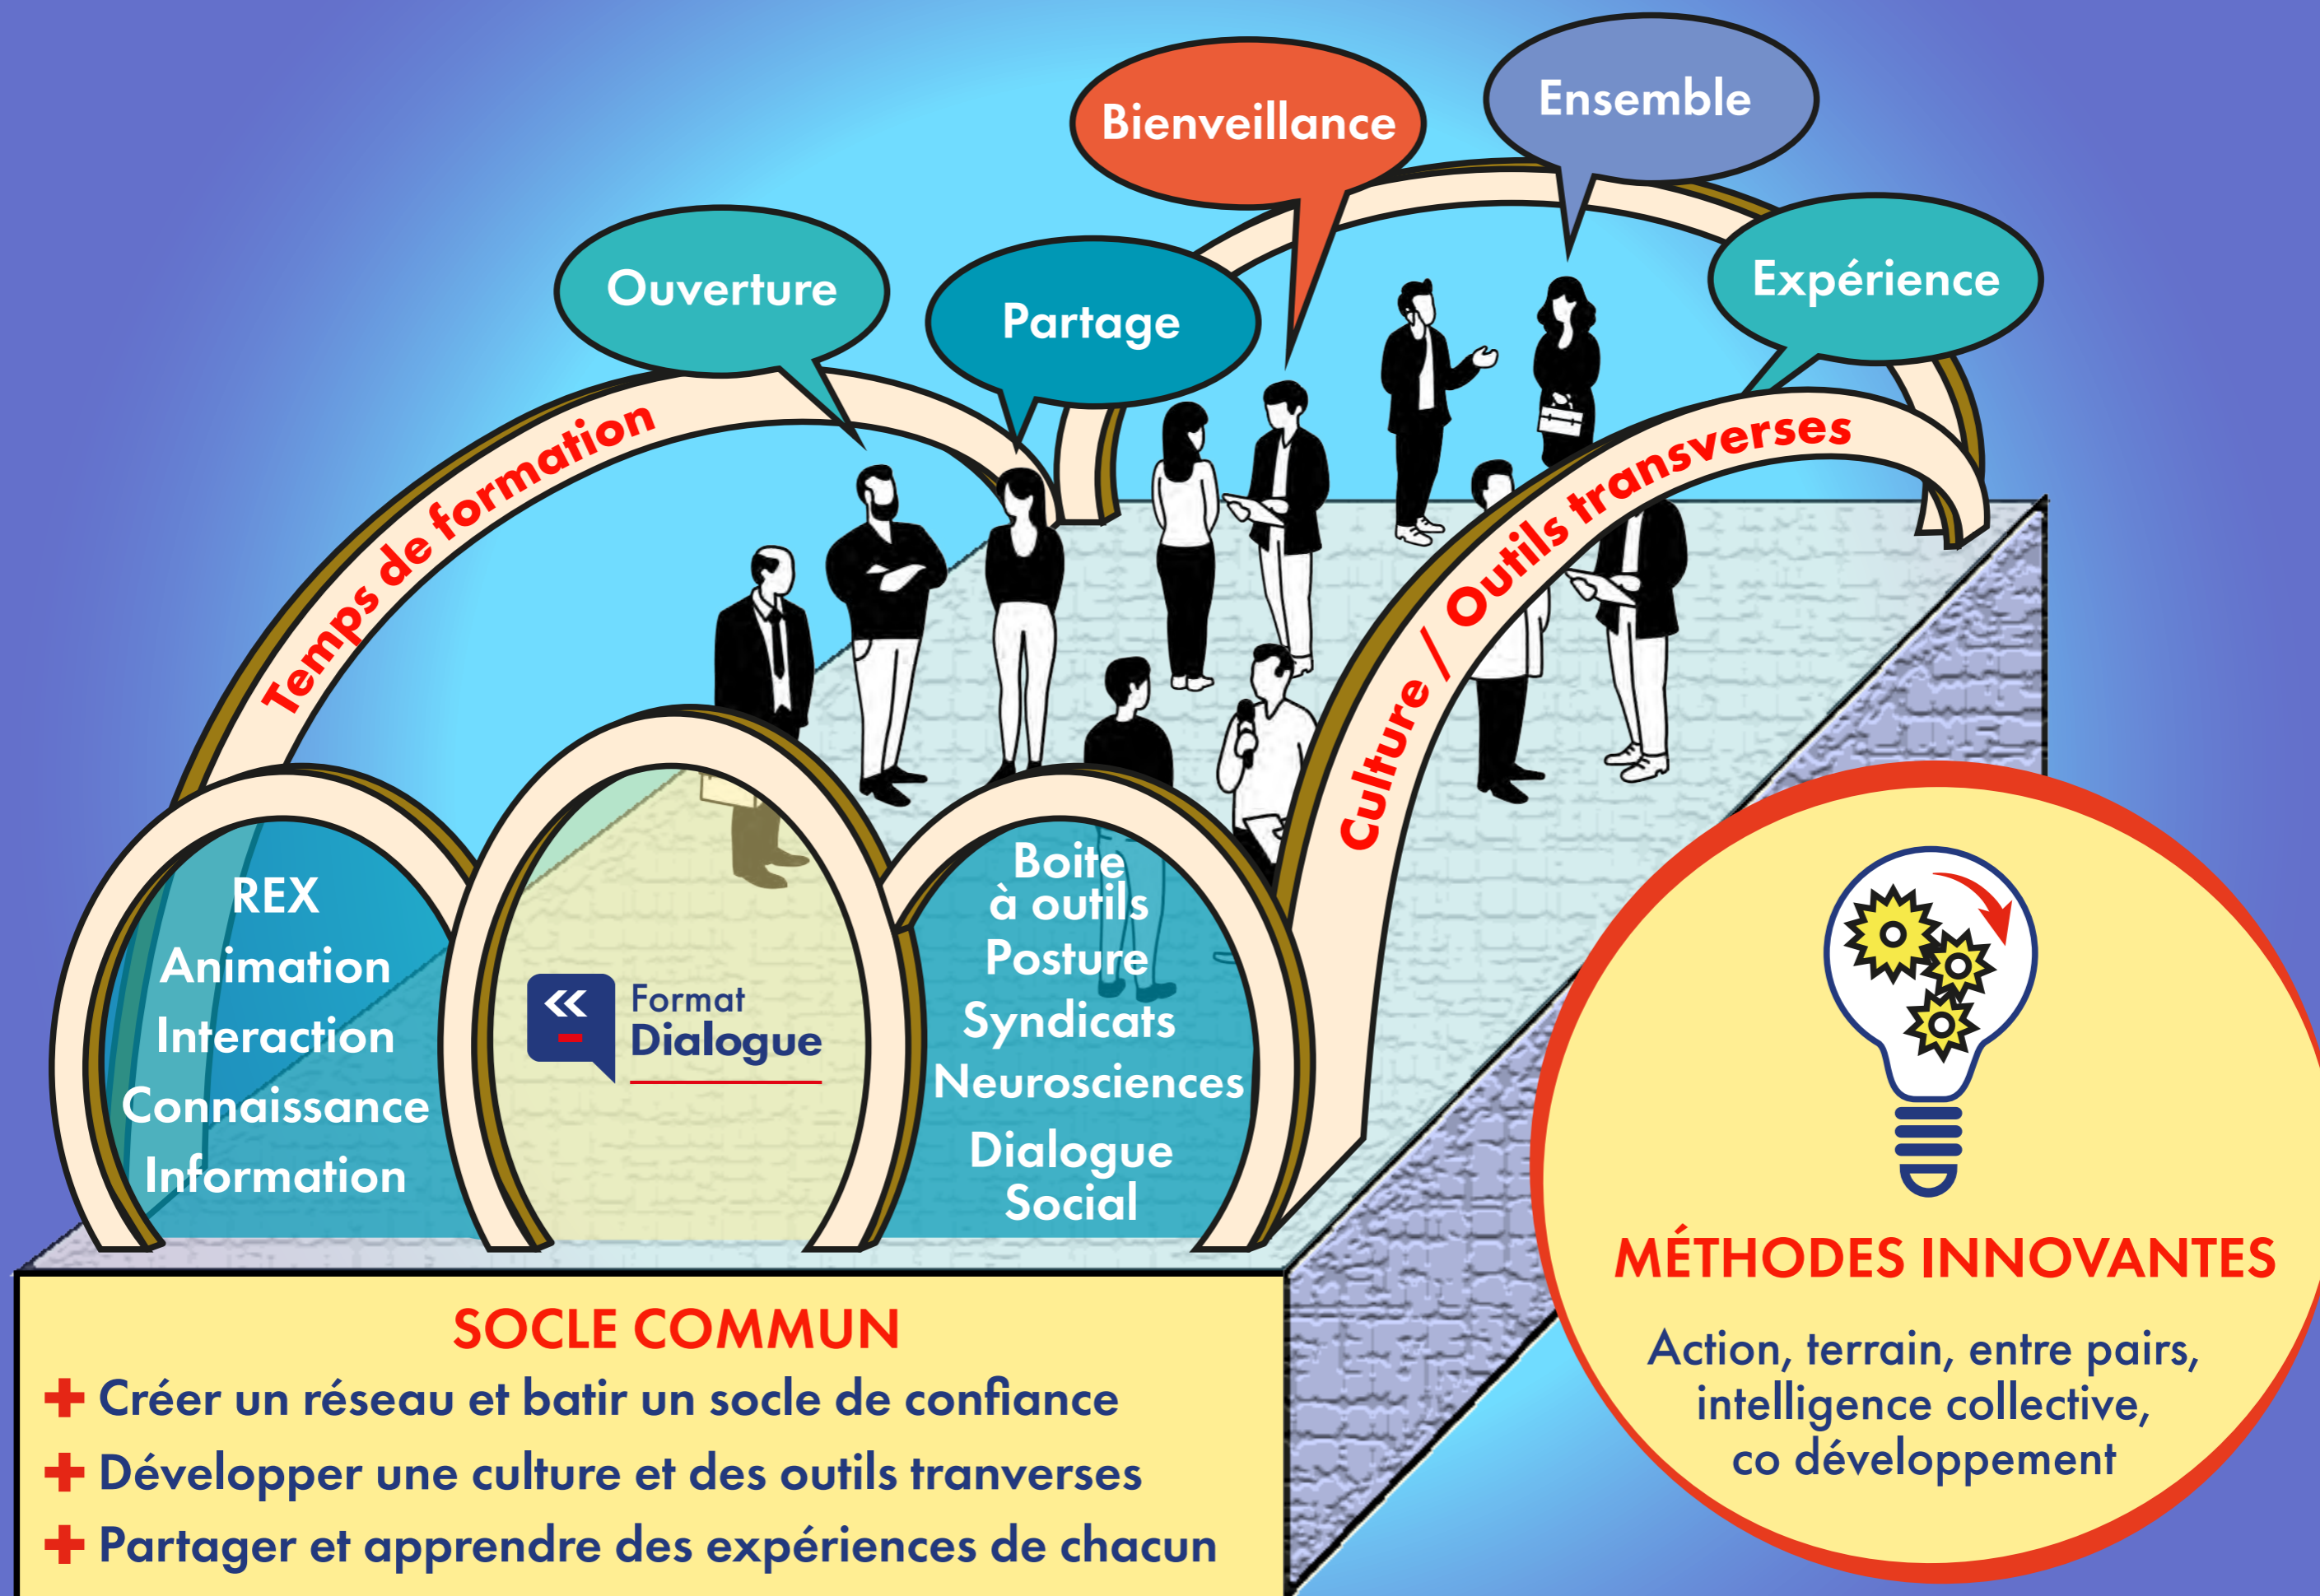 Ensemble
Bienveillance
Ouverture
Partage
Expérience
Temps de formation
Culture / Outils transverses
REX
Animation
Interaction
Connaissance
Information
Format
Dialogue
Boite
à outils
Posture
Syndicats
Neurosciences
Dialogue
Social
SOCLE COMMUN
+ Créer un réseau et batir un socle de confiance
+ Développer une culture et des outils tranverses
+ Partager et apprendre des expériences de chacun
MÉTHODES INNOVANTES
Action, terrain, entre pairs,
intelligence collective,
co développement